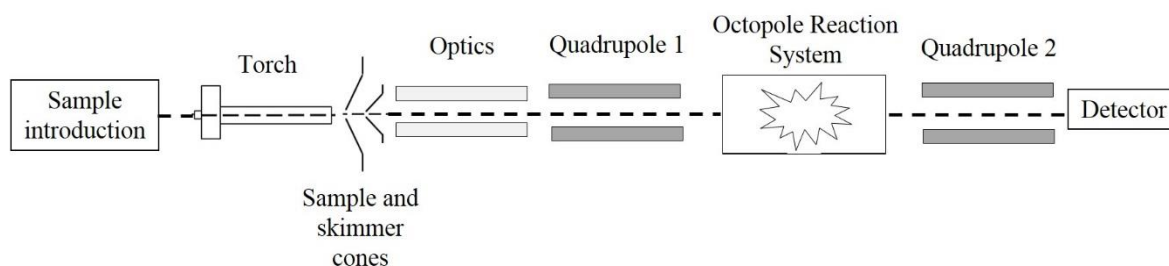 Sample
introduction
Torch
Sample and
skimmer
cones
Optics
Quadrupole 1
Octopole Reaction
System
Quadrupole 2
Detector